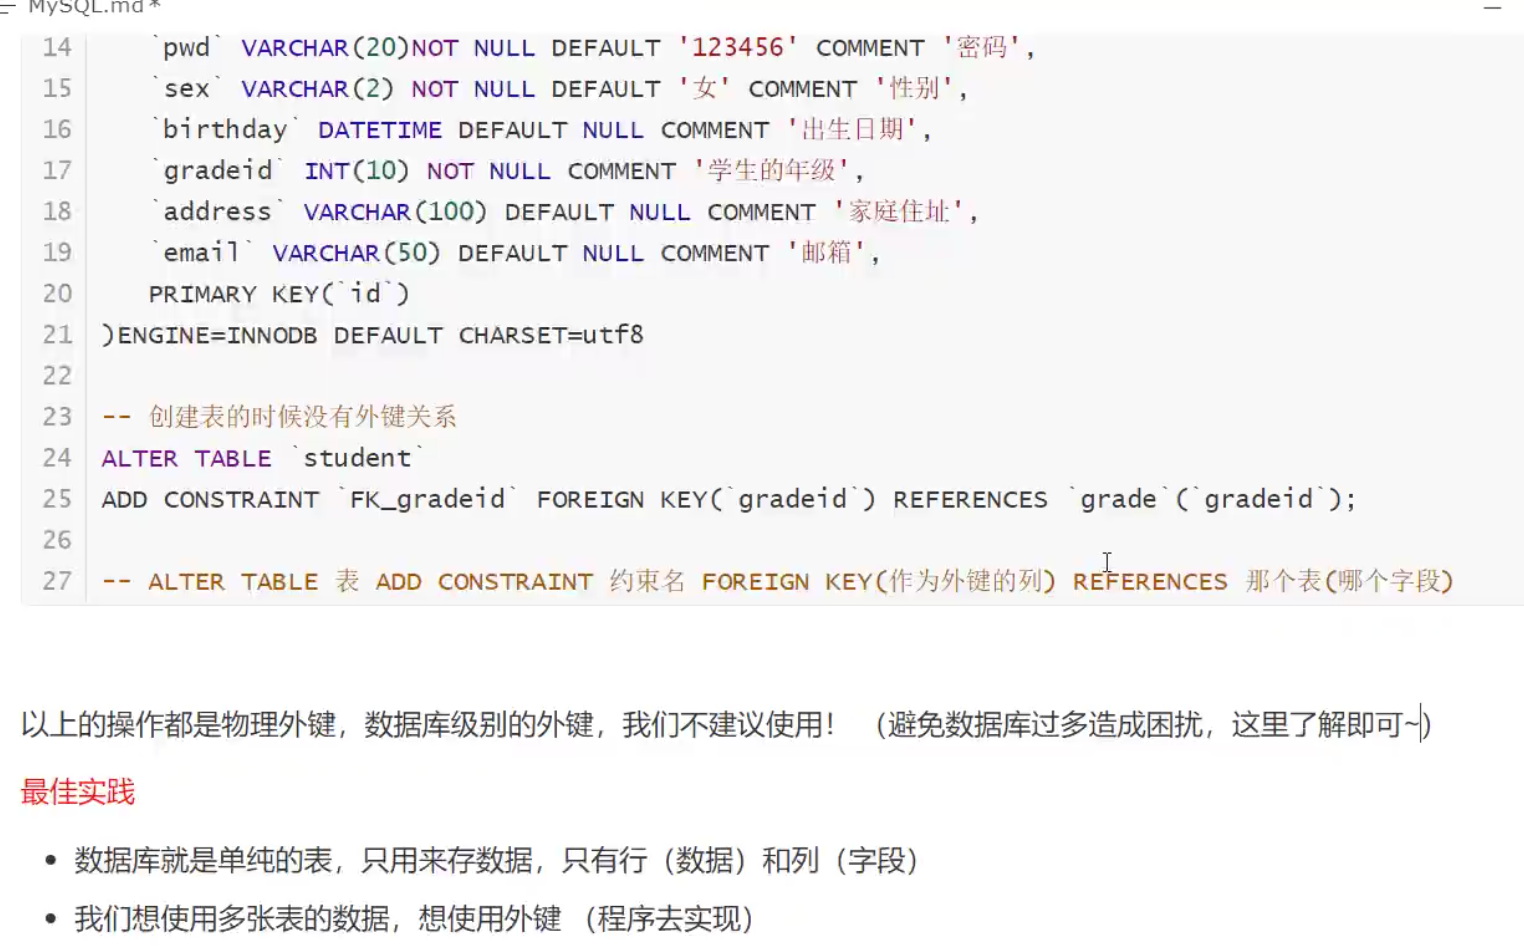 MySQL.md*
14 `pwd` VARCHAR(20)NOT NULL DEFAULT '123456' COMMENT '密码',
15 `sex` VARCHAR(2) NOT NULL DEFAULT '女' COMMENT '性别',
16 `birthday` DATETIME DEFAULT NULL COMMENT '出生日期',
17 `gradeid` INT(10) NOT NULL COMMENT '学生的年级',
18 `address` VARCHAR(100) DEFAULT NULL COMMENT '家庭住址',
19 `email` VARCHAR(50) DEFAULT NULL COMMENT '邮箱',
20 PRIMARY KEY(`id`)
21 )ENGINE=INNODB DEFAULT CHARSET=utf8
22
23 -- 创建表的时候没有外键关系
24 ALTER TABLE `student`
25 ADD CONSTRAINT `FK_gradeid` FOREIGN KEY(`gradeid`) REFERENCES `grade`(`gradeid`);
26
27 -- ALTER TABLE 表 ADD CONSTRAINT 约束名 FOREIGN KEY(作为外键的列) REFERENCES 那个表(哪个字段)
以上的操作都是物理外键，数据库级别的外键，我们不建议使用！（避免数据库过多造成困扰，这里了解即可~）
最佳实践
• 数据库就是单纯的表，只用来存数据，只有行（数据）和列（字段）
• 我们想使用多张表的数据，想使用外键（程序去实现）